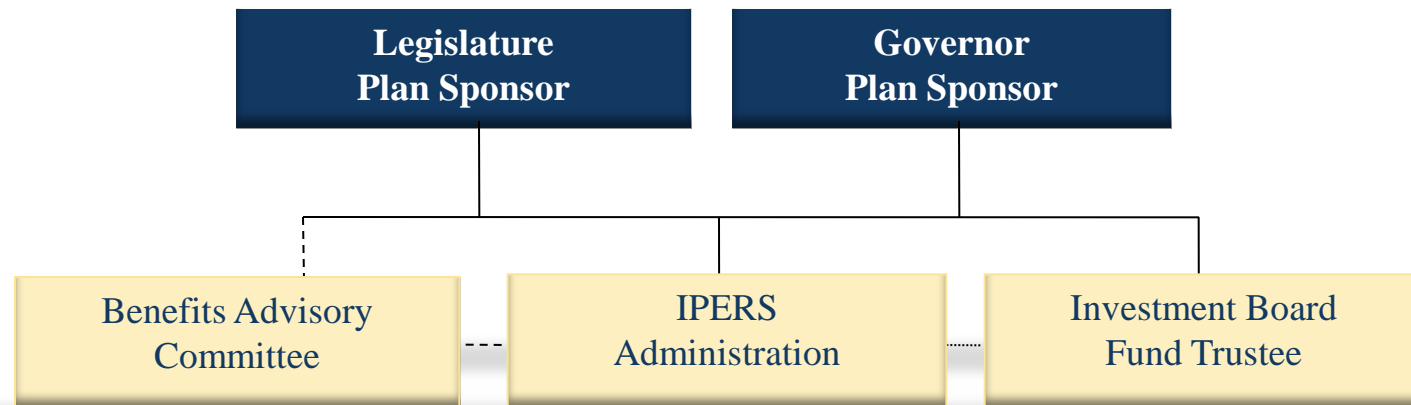 Legislature
Plan Sponsor
Governor
Plan Sponsor
Benefits Advisory
Committee
IPERS
Administration
Investment Board
Fund Trustee